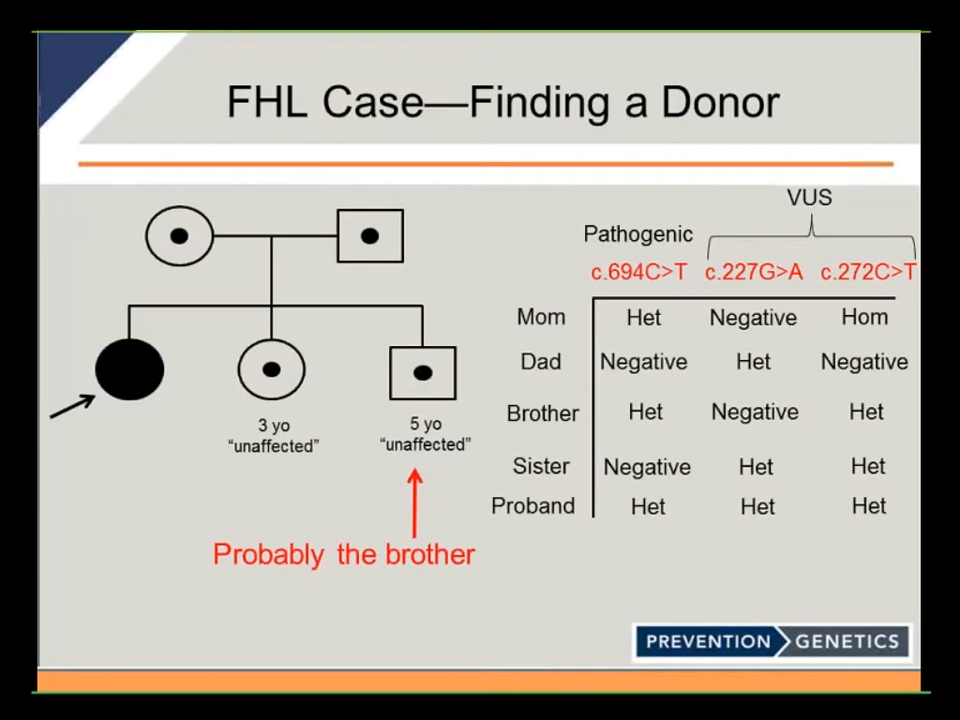 FHL Case—Finding a Donor
VUS
Pathogenic
c.694C>T c.227G>A c.272C>T
Mom Het Negative Hom
Dad Negative Het Negative
Brother Het Negative Het
Sister Negative Het Het
Proband Het Het Het
3 yo
“unaffected”
5 yo
“unaffected”
Probably the brother
PREVENTION GENETICS